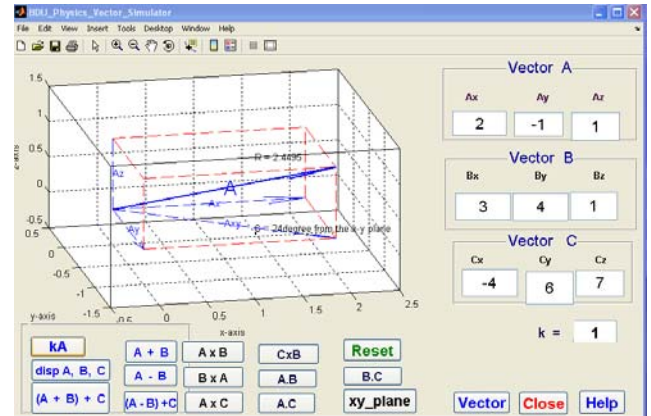 BDU_Physics_Vector_Simulator
File Edit View Insert Tools Desktop Window Help
Vector A
Ax Ay Az
2 -1 1
Vector B
Bx By Bz
3 4 1
Vector C
Cx Cy Cz
-4 6 7
k = 1
1.5
1
0.5
0
-0.5
z-axis
R = 2.4495
A
Az
Ax
Ay
Axy
= 24degree from the x-y plane
0.5
0
-0.5
-1
-1.5
y-axis
-0.5 0 0.5 1 1.5 2 2.5
x-axis
kA
disp A, B, C
(A + B) + C
A + B
A - B
(A - B) +C
A x B
B x A
A x C
CxB
A.B
A.C
Reset
B.C
xy_plane
Vector Close Help